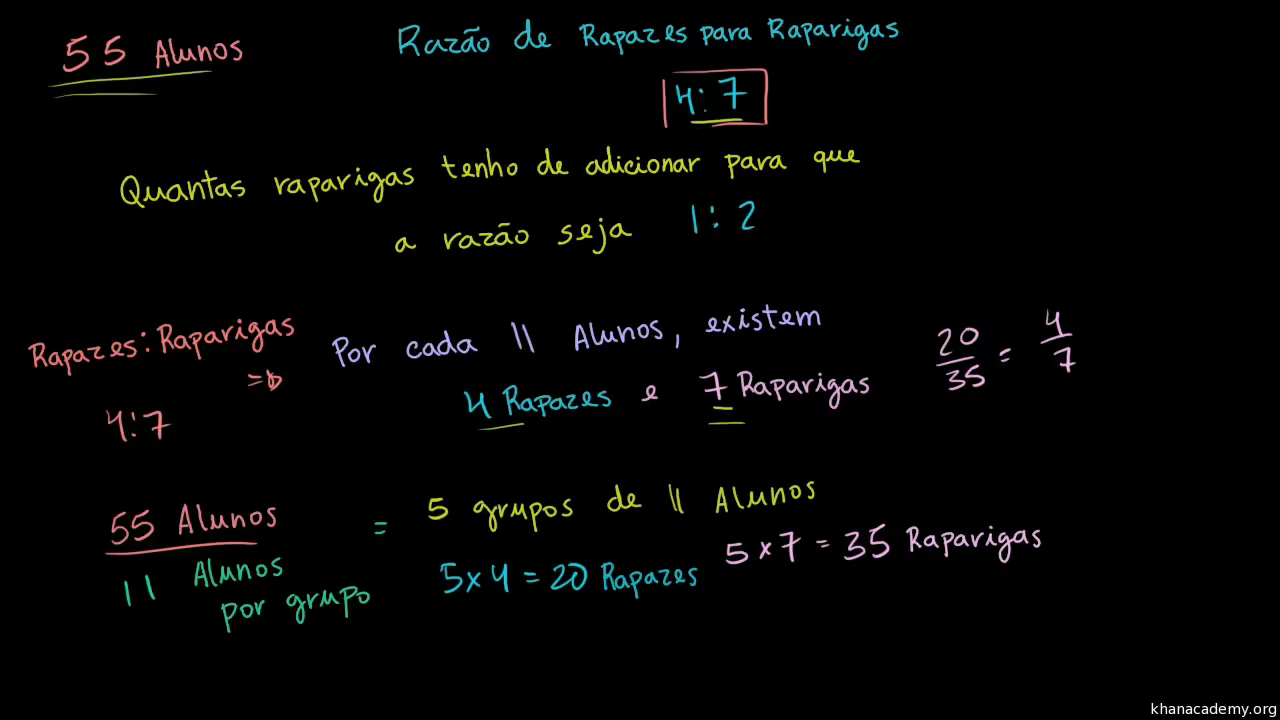 55 Alunos
Razão de Rapazes para Raparigas
4:7
Quantas raparigas tenho de adicionar para que
a razão seja 1:2
Rapazes:Raparigas
=>
4:7
Por cada 11 Alunos, existem
4 Rapazes e 7 Raparigas
20/35 = 4/7
55 Alunos
11 Alunos
por grupo
= 5 grupos de 11 Alunos
5x4 = 20 Rapazes
5x7 = 35 Raparigas
khanacademy.org